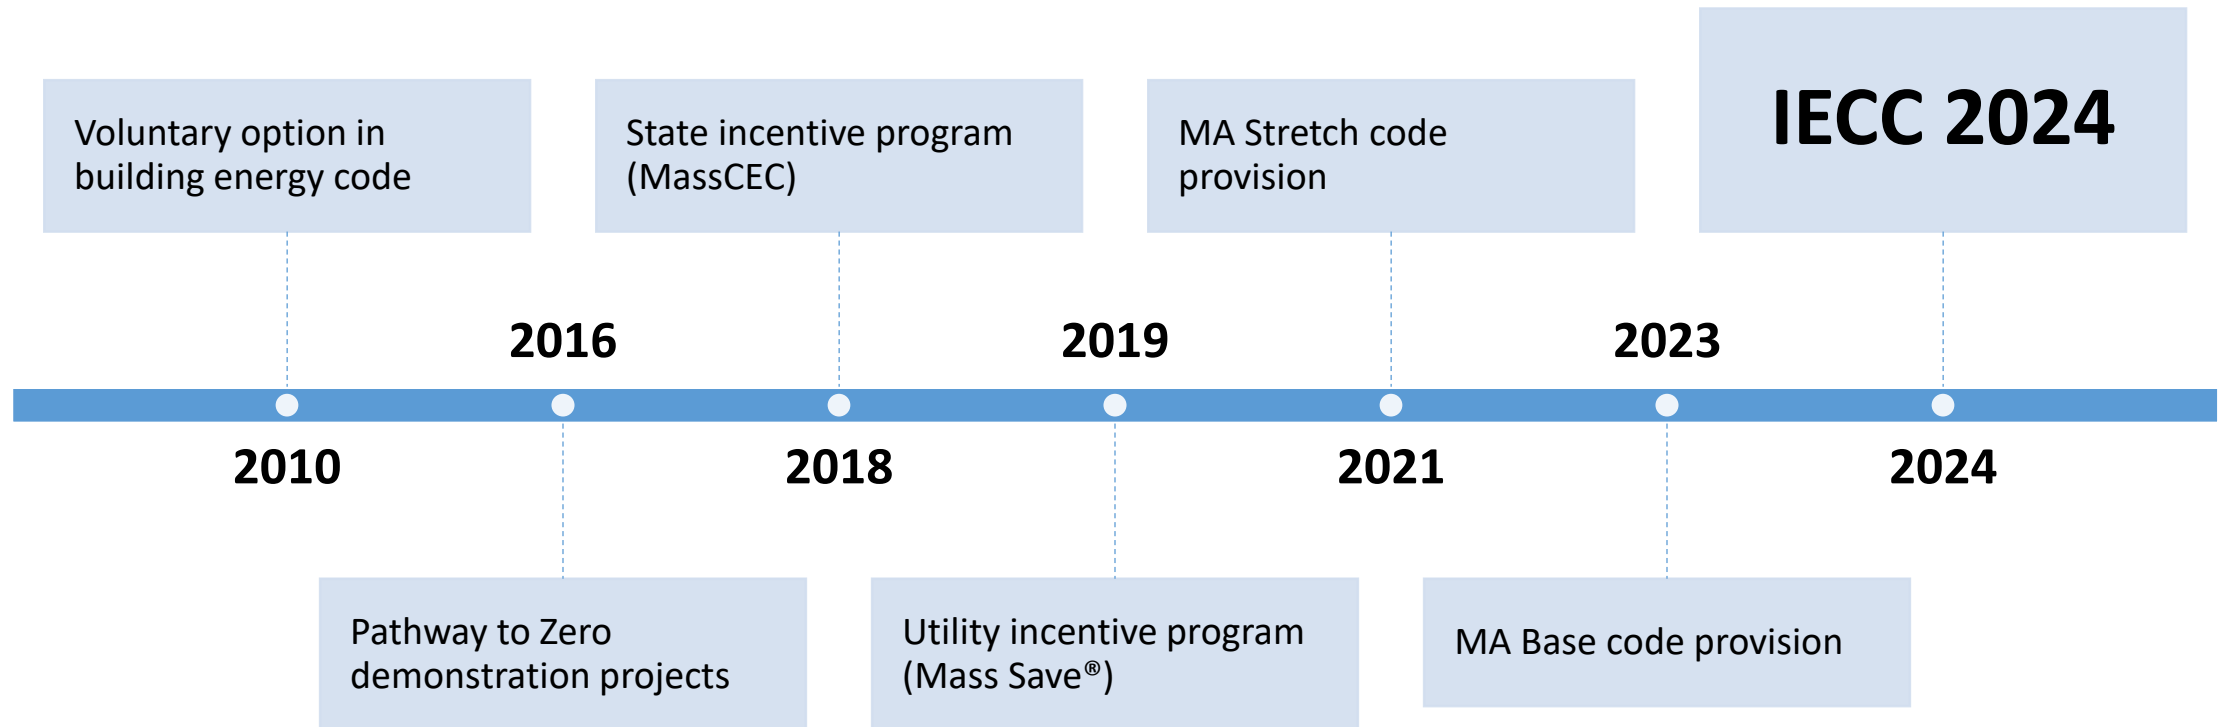 Voluntary option in
building energy code
State incentive program
(MassCEC)
MA Stretch code
provision
IECC 2024
2016
2019
2023
2010
2018
2021
2024
Pathway to Zero
demonstration projects
Utility incentive program
(Mass Save®)
MA Base code provision